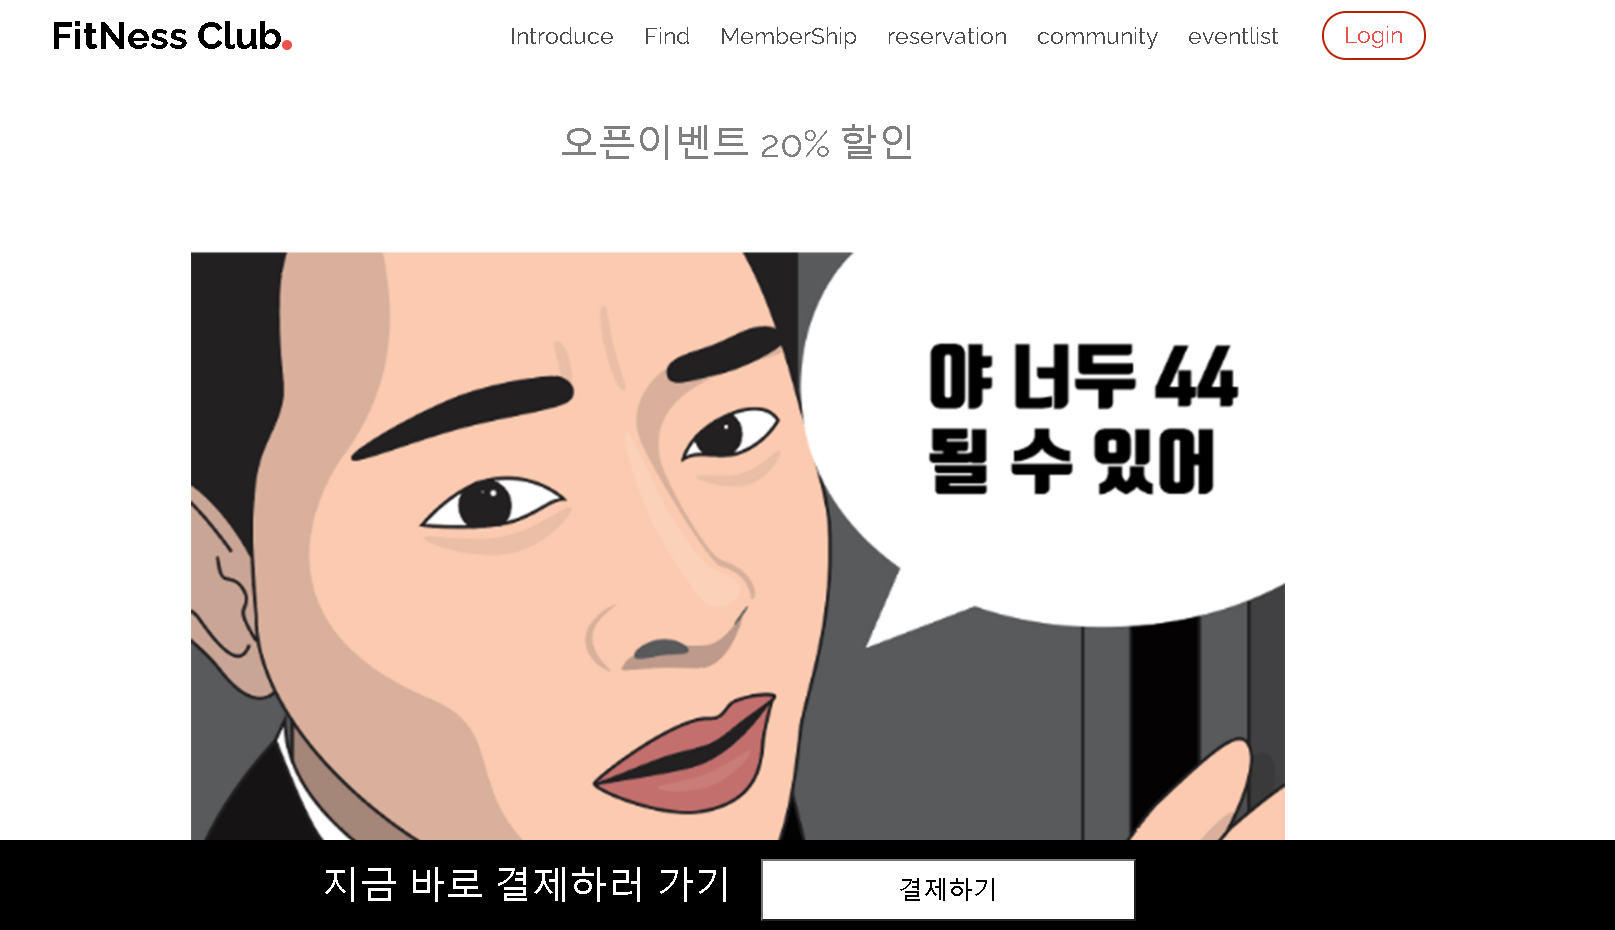 FitNess Club.
Introduce Find MemberShip reservation community eventlist Login
오픈이벤트 20% 할인
야 너두 44
될 수 있어
지금 바로 결제하러 가기 결제하기